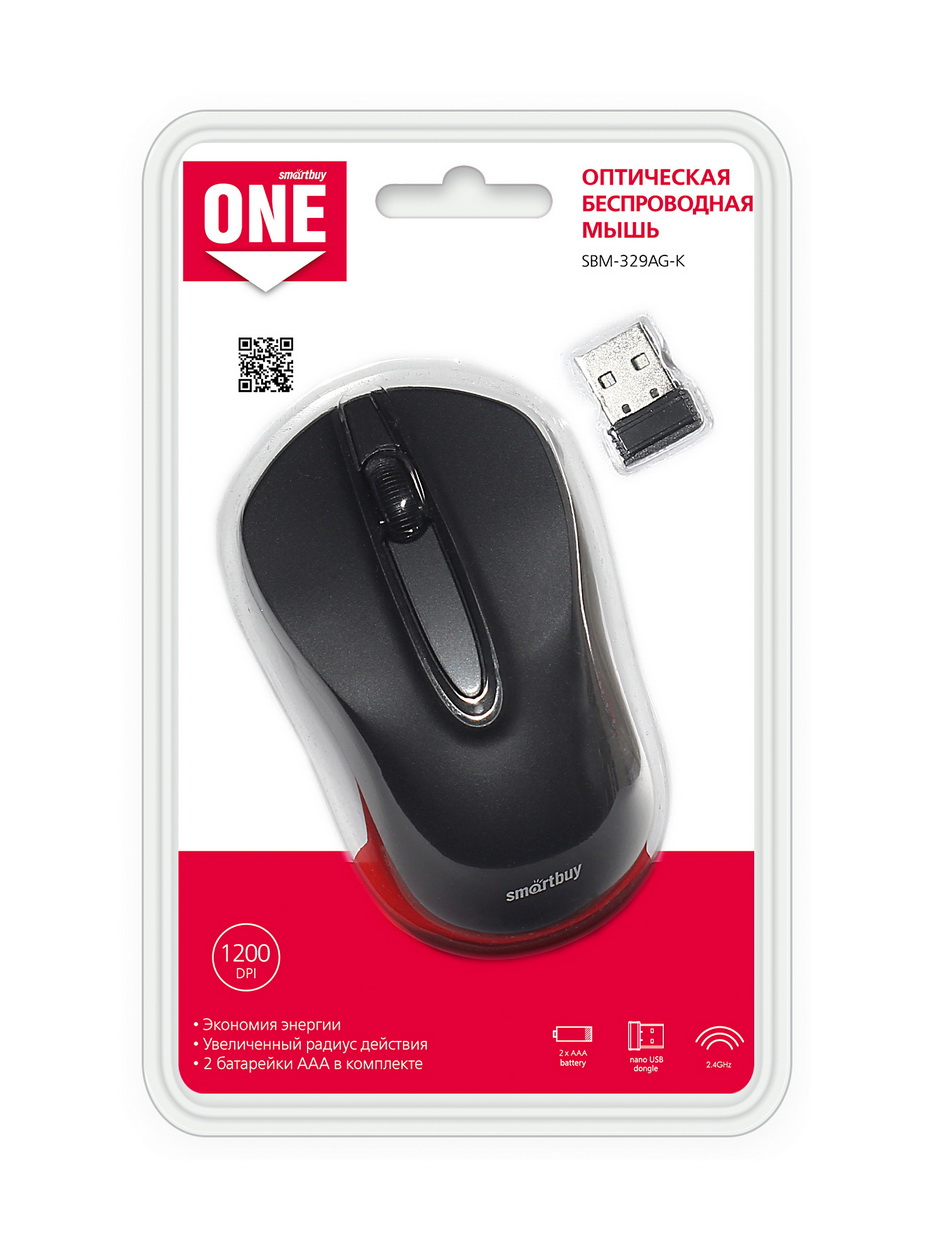 smartbuy
ONE
ОПТИЧЕСКАЯ
БЕСПРОВОДНАЯ
МЫШЬ
SBM-329AG-K
smartbuy
1200
DPI
• Экономия энергии
• Увеличенный радиус действия
• 2 батарейки ААА в комплекте
2 x AAA
battery
nano USB
dongle
2.4GHz